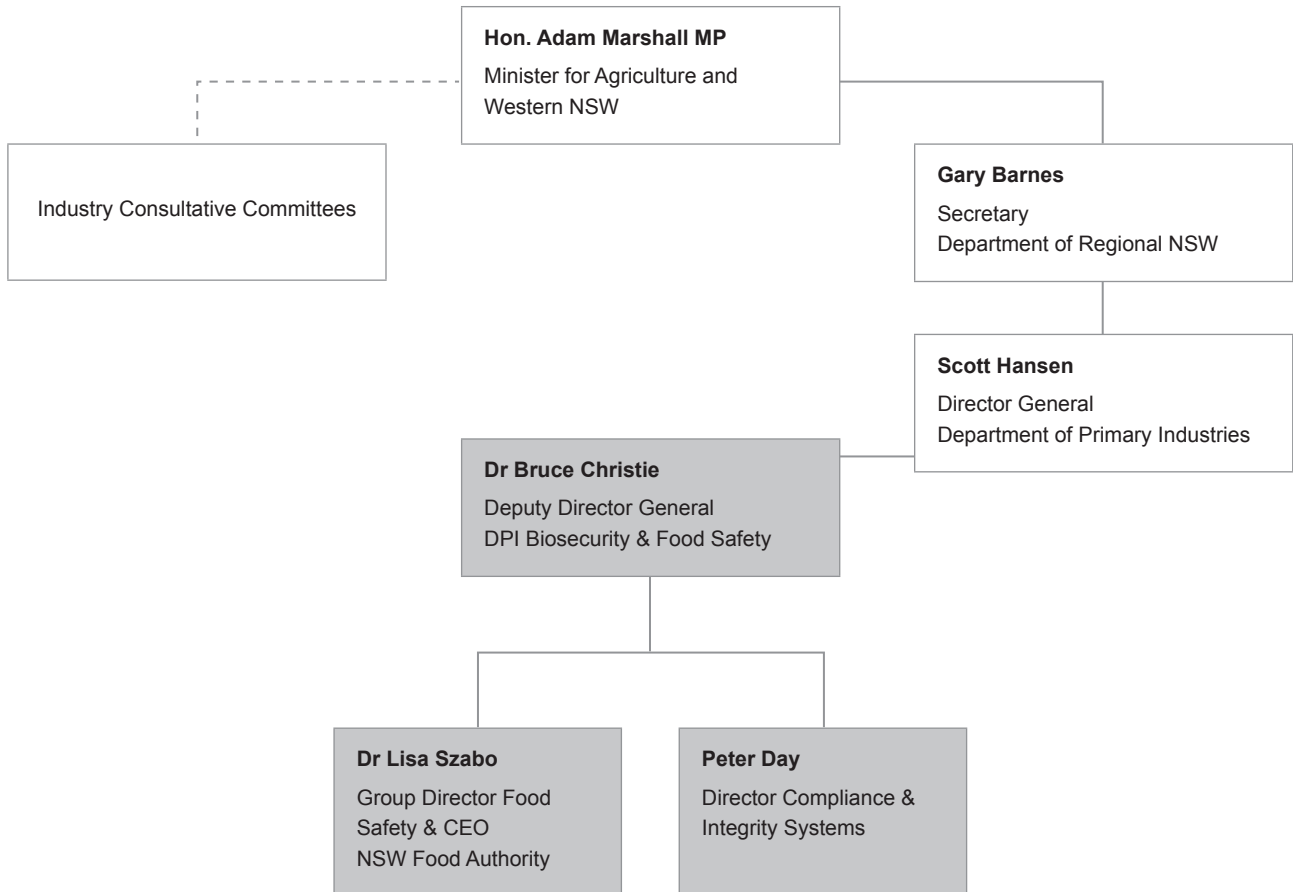 Hon. Adam Marshall MP
Minister for Agriculture and
Western NSW
Industry Consultative Committees
Gary Barnes
Secretary
Department of Regional NSW
Scott Hansen
Director General
Department of Primary Industries
Dr Bruce Christie
Deputy Director General
DPI Biosecurity & Food Safety
Dr Lisa Szabo
Group Director Food
Safety & CEO
NSW Food Authority
Peter Day
Director Compliance &
Integrity Systems